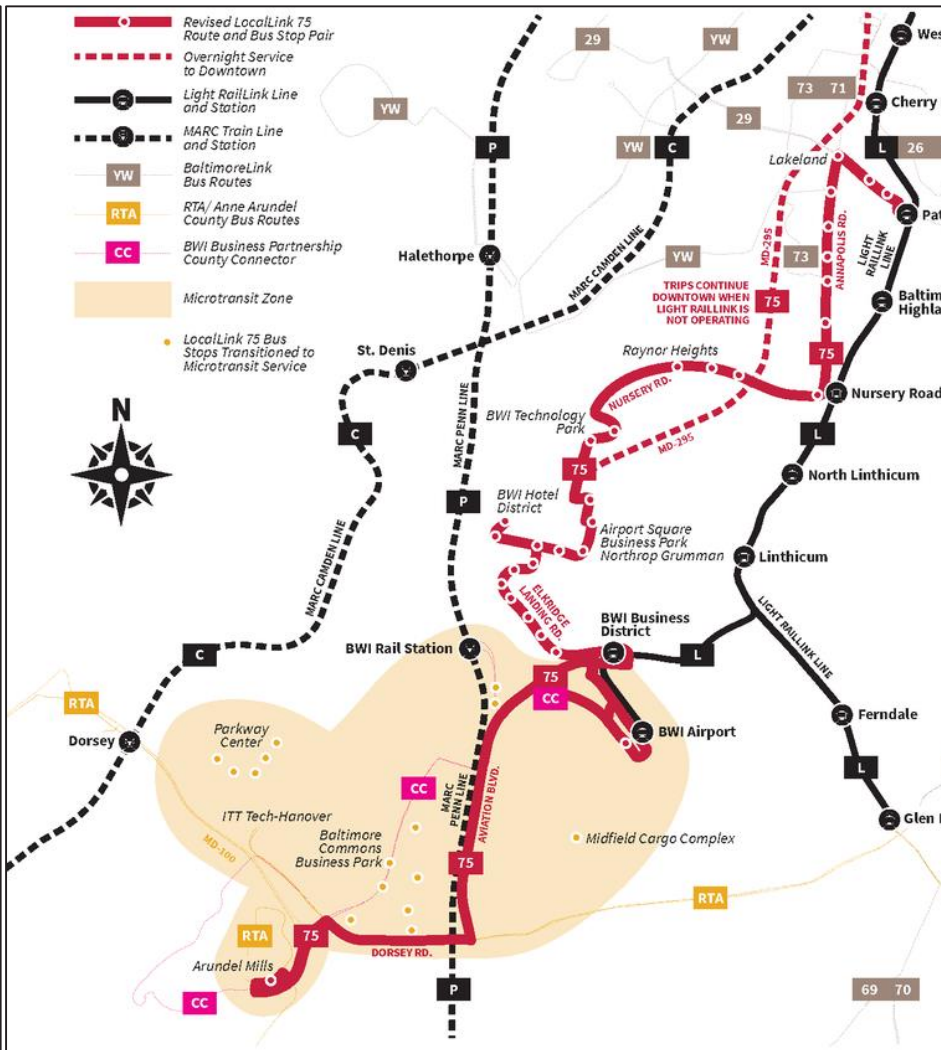 Revised LocalLink 75
Route and Bus Stop Pair
Overnight Service
to Downtown
Light RailLink Line
and Station
MARC Train Line
and Station
YW
BaltimoreLink
Bus Routes
RTA
RTA/ Anne Arundel
County Bus Routes
CC
BWI Business Partnership
County Connector
Microtransit Zone
LocalLink 75 Bus
Stops Transitioned to
Microtransit Service
N
29
YW
Wes
YW
73 71
Cherry
29
P
YW
C
L
26
Lakeland
Pat
MD-295
ANNAPOLIS RD.
LIGHT
RAILLINK
LINE
Halethorpe
MARC CAMDEN LINE
YW
73
TRIPS CONTINUE
DOWNTOWN WHEN
LIGHT RAILLINK IS
NOT OPERATING
75
Baltim
Highla
St. Denis
Raynor Heights
75
NURSERY RD.
Nursery Road
MARC PENN LINE
BWI Technology
Park
C
MD-295
L
75
North Linthicum
P
BWI Hotel
District
Airport Square
Business Park
Northrop Grumman
Linthicum
MARC CAMDEN LINE
ELKRIDGE
LANDING RD.
LIGHT RAILLINK LINE
BWI Business
District
C
BWI Rail Station
L
75
CC
RTA
Dorsey
Parkway
Center
BWI Airport
Ferndale
L
CC
MARC
PENN LINE
AVIATION BLVD.
ITT Tech-Hanover
MD-100
Baltimore
Commons
Business Park
Midfield Cargo Complex
Glen
75
RTA
RTA
75
DORSEY RD.
Arundel Mills
CC
P
69 70